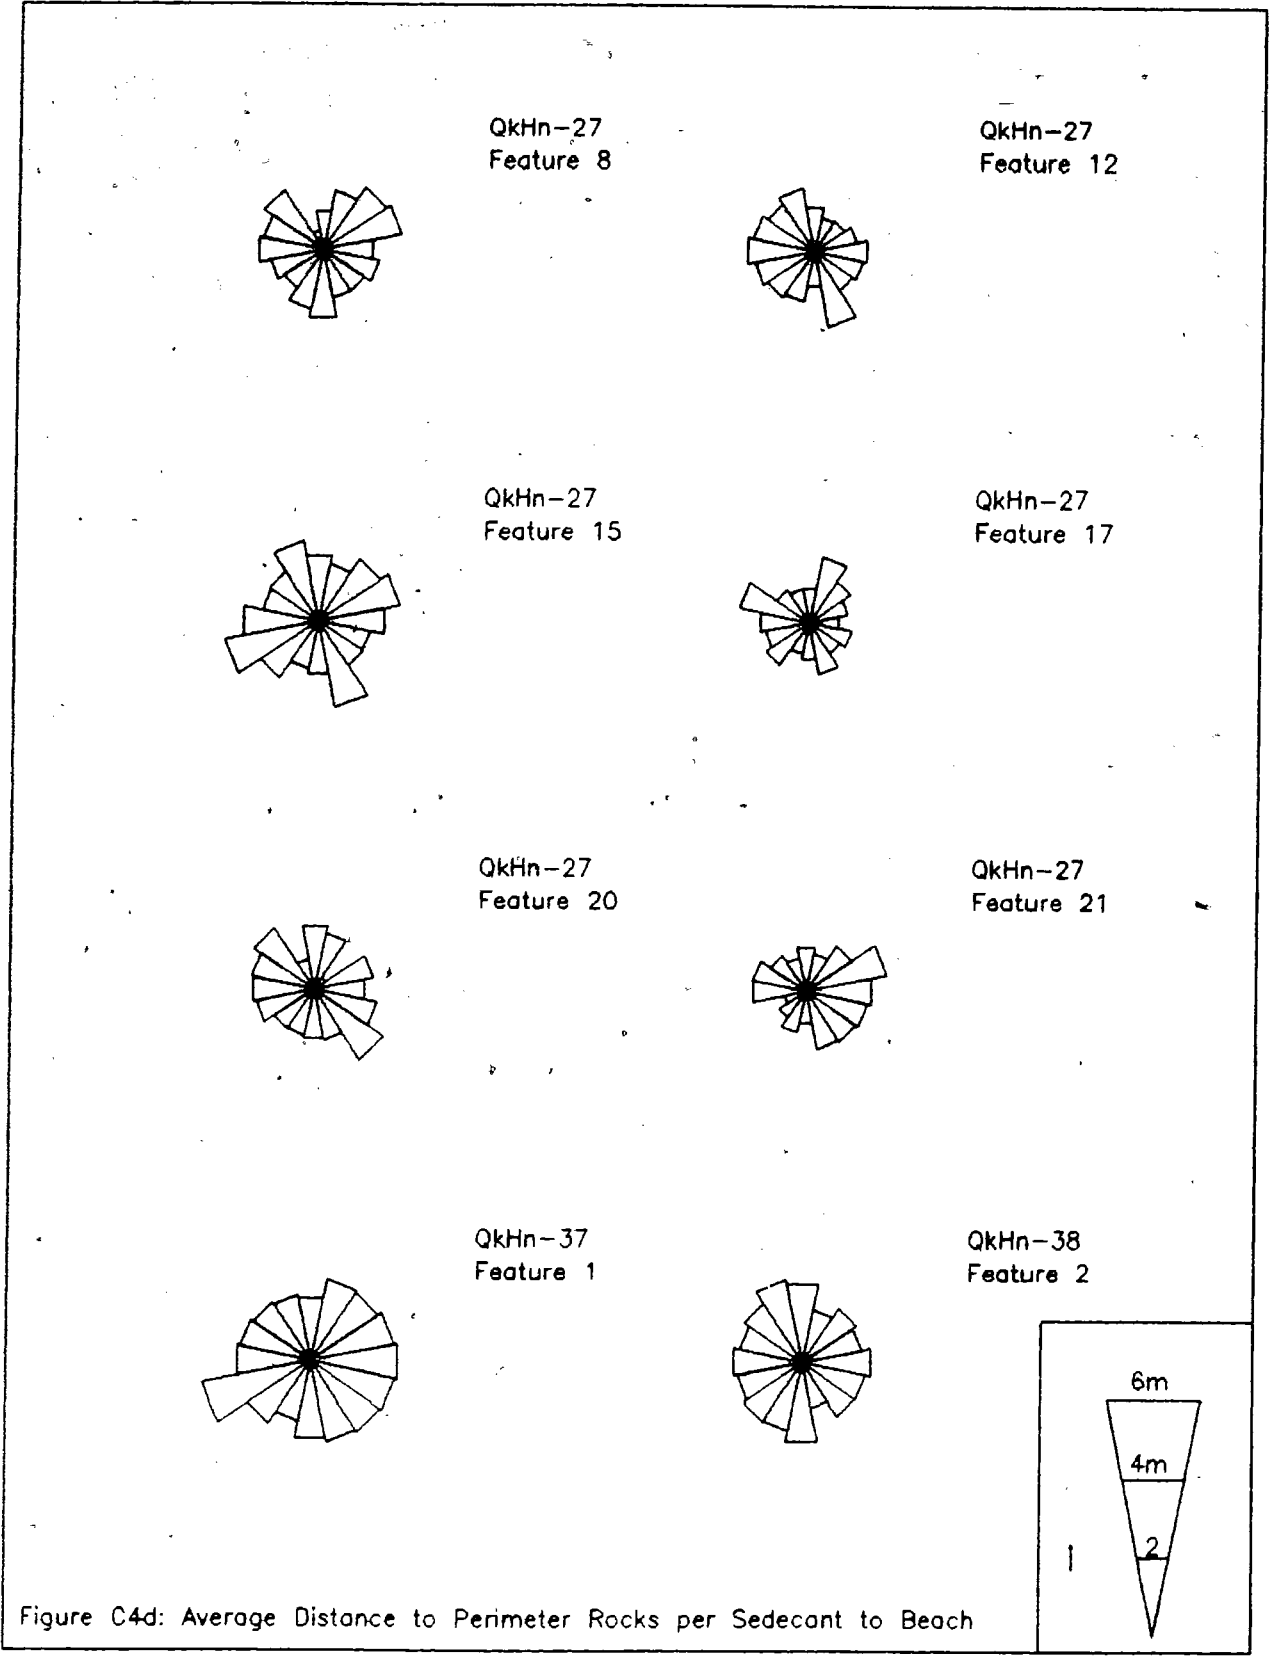 QkHn-27
Feature 8
QkHn-27
Feature 12
QkHn-27
Feature 15
QkHn-27
Feature 17
QkHn-27
Feature 20
QkHn-27
Feature 21
QkHn-37
Feature 1
QkHn-38
Feature 2
6m
4m
2
Figure C4d: Average Distance to Perimeter Rocks per Sedecant to Beach